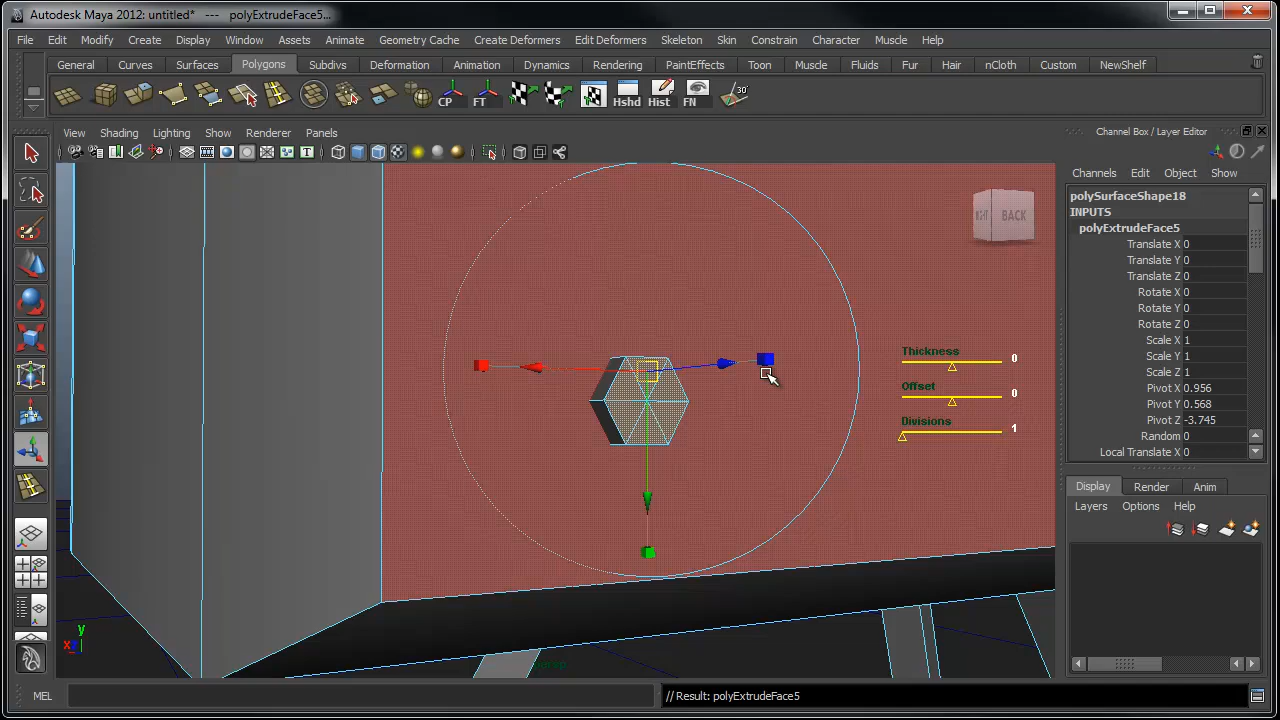 Autodesk Maya 2012: untitled* --- polyExtrudeFace5...
File Edit Modify Create Display Window Assets Animate Geometry Cache Create Deformers Edit Deformers Skeleton Skin Constrain Character Muscle Help
General Curves Surfaces Polygons Subdivs Deformation Animation Dynamics Rendering PaintEffects Toon Muscle Fluids Fur Hair nCloth Custom NewShelf
CP FT Hshd Hist FN 30°
View Shading Lighting Show Renderer Panels
Channel Box / Layer Editor
Channels Edit Object Show
polySurfaceShape18
INPUTS
polyExtrudeFace5
Translate X 0
Translate Y 0
Translate Z 0
Rotate X 0
Rotate Y 0
Rotate Z 0
Scale X 1
Scale Y 1
Scale Z 1
Pivot X 0.956
Pivot Y 0.568
Pivot Z -3.745
Random 0
Local Translate X 0
BACK
Thickness 0
Offset 0
Divisions 1
Display Render Anim
Layers Options Help
y
x
persp
MEL
// Result: polyExtrudeFace5